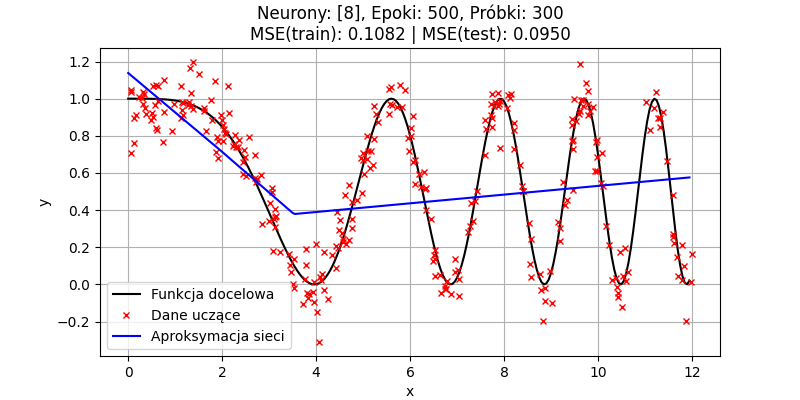 Neurony: [8], Epoki: 500, Próbki: 300
MSE(train): 0.1082 | MSE(test): 0.0950
y
1.2
1.0
0.8
0.6
0.4
0.2
0.0
−0.2
Funkcja docelowa
Dane uczące
Aproksymacja sieci
0 2 4 6 8 10 12
x